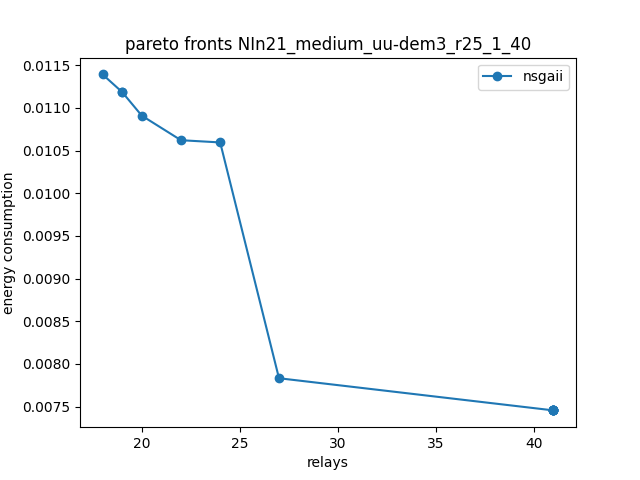 pareto fronts NIn21_medium_uu-dem3_r25_1_40
nsgaii
0.0115
0.0110
0.0105
0.0100
0.0095
0.0090
0.0085
0.0080
0.0075
energy consumption
20 25 30 35 40
relays